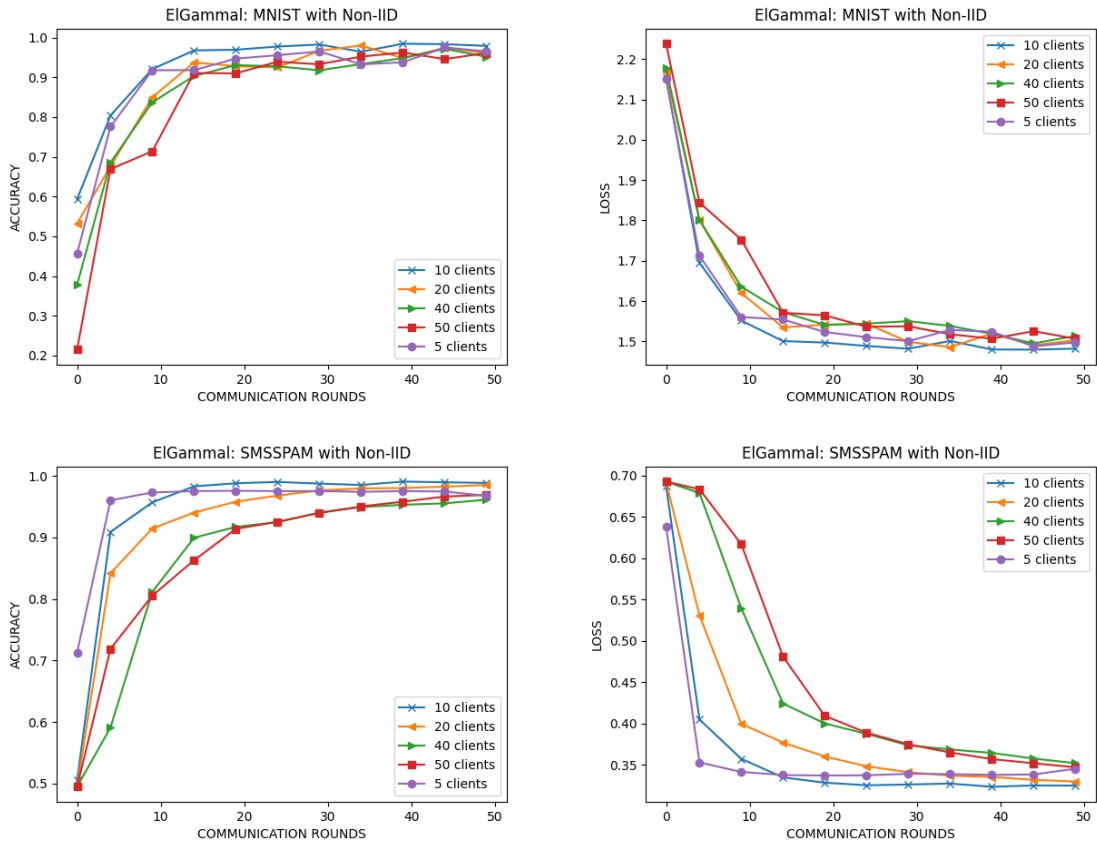 ElGammal: MNIST with Non-IID
1.0
0.9
0.8
0.7
0.6
0.5
0.4
0.3
0.2
ACCURACY
0 10 20 30 40 50
COMMUNICATION ROUNDS
10 clients
20 clients
40 clients
50 clients
5 clients
ElGammal: MNIST with Non-IID
2.2
2.1
2.0
1.9
1.8
1.7
1.6
1.5
LOSS
0 10 20 30 40 50
COMMUNICATION ROUNDS
10 clients
20 clients
40 clients
50 clients
5 clients
ElGammal: SMSSPAM with Non-IID
1.0
0.9
0.8
0.7
0.6
0.5
ACCURACY
0 10 20 30 40 50
COMMUNICATION ROUNDS
10 clients
20 clients
40 clients
50 clients
5 clients
ElGammal: SMSSPAM with Non-IID
0.70
0.65
0.60
0.55
0.50
0.45
0.40
0.35
LOSS
0 10 20 30 40 50
COMMUNICATION ROUNDS
10 clients
20 clients
40 clients
50 clients
5 clients